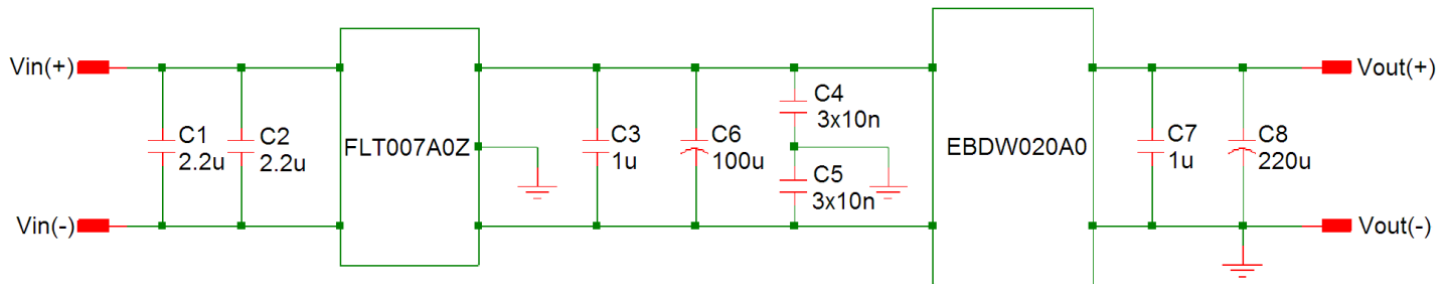 Vin(+)
C1
2.2u
C2
2.2u
FLT007A0Z
C3
1u
C6
100u
C4
3x10n
C5
3x10n
EBDW020A0
C7
1u
C8
220u
Vout(+)
Vin(-)
Vout(-)